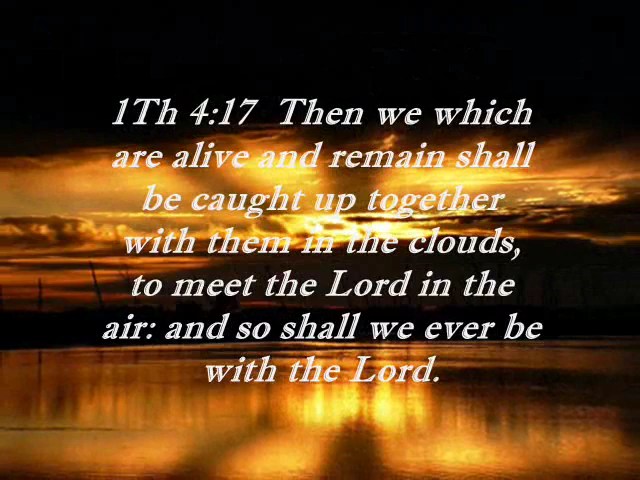 1Th 4:17  Then we which
are alive and remain shall
be caught up together
with them in the clouds,
to meet the Lord in the
air: and so shall we ever be
with the Lord.